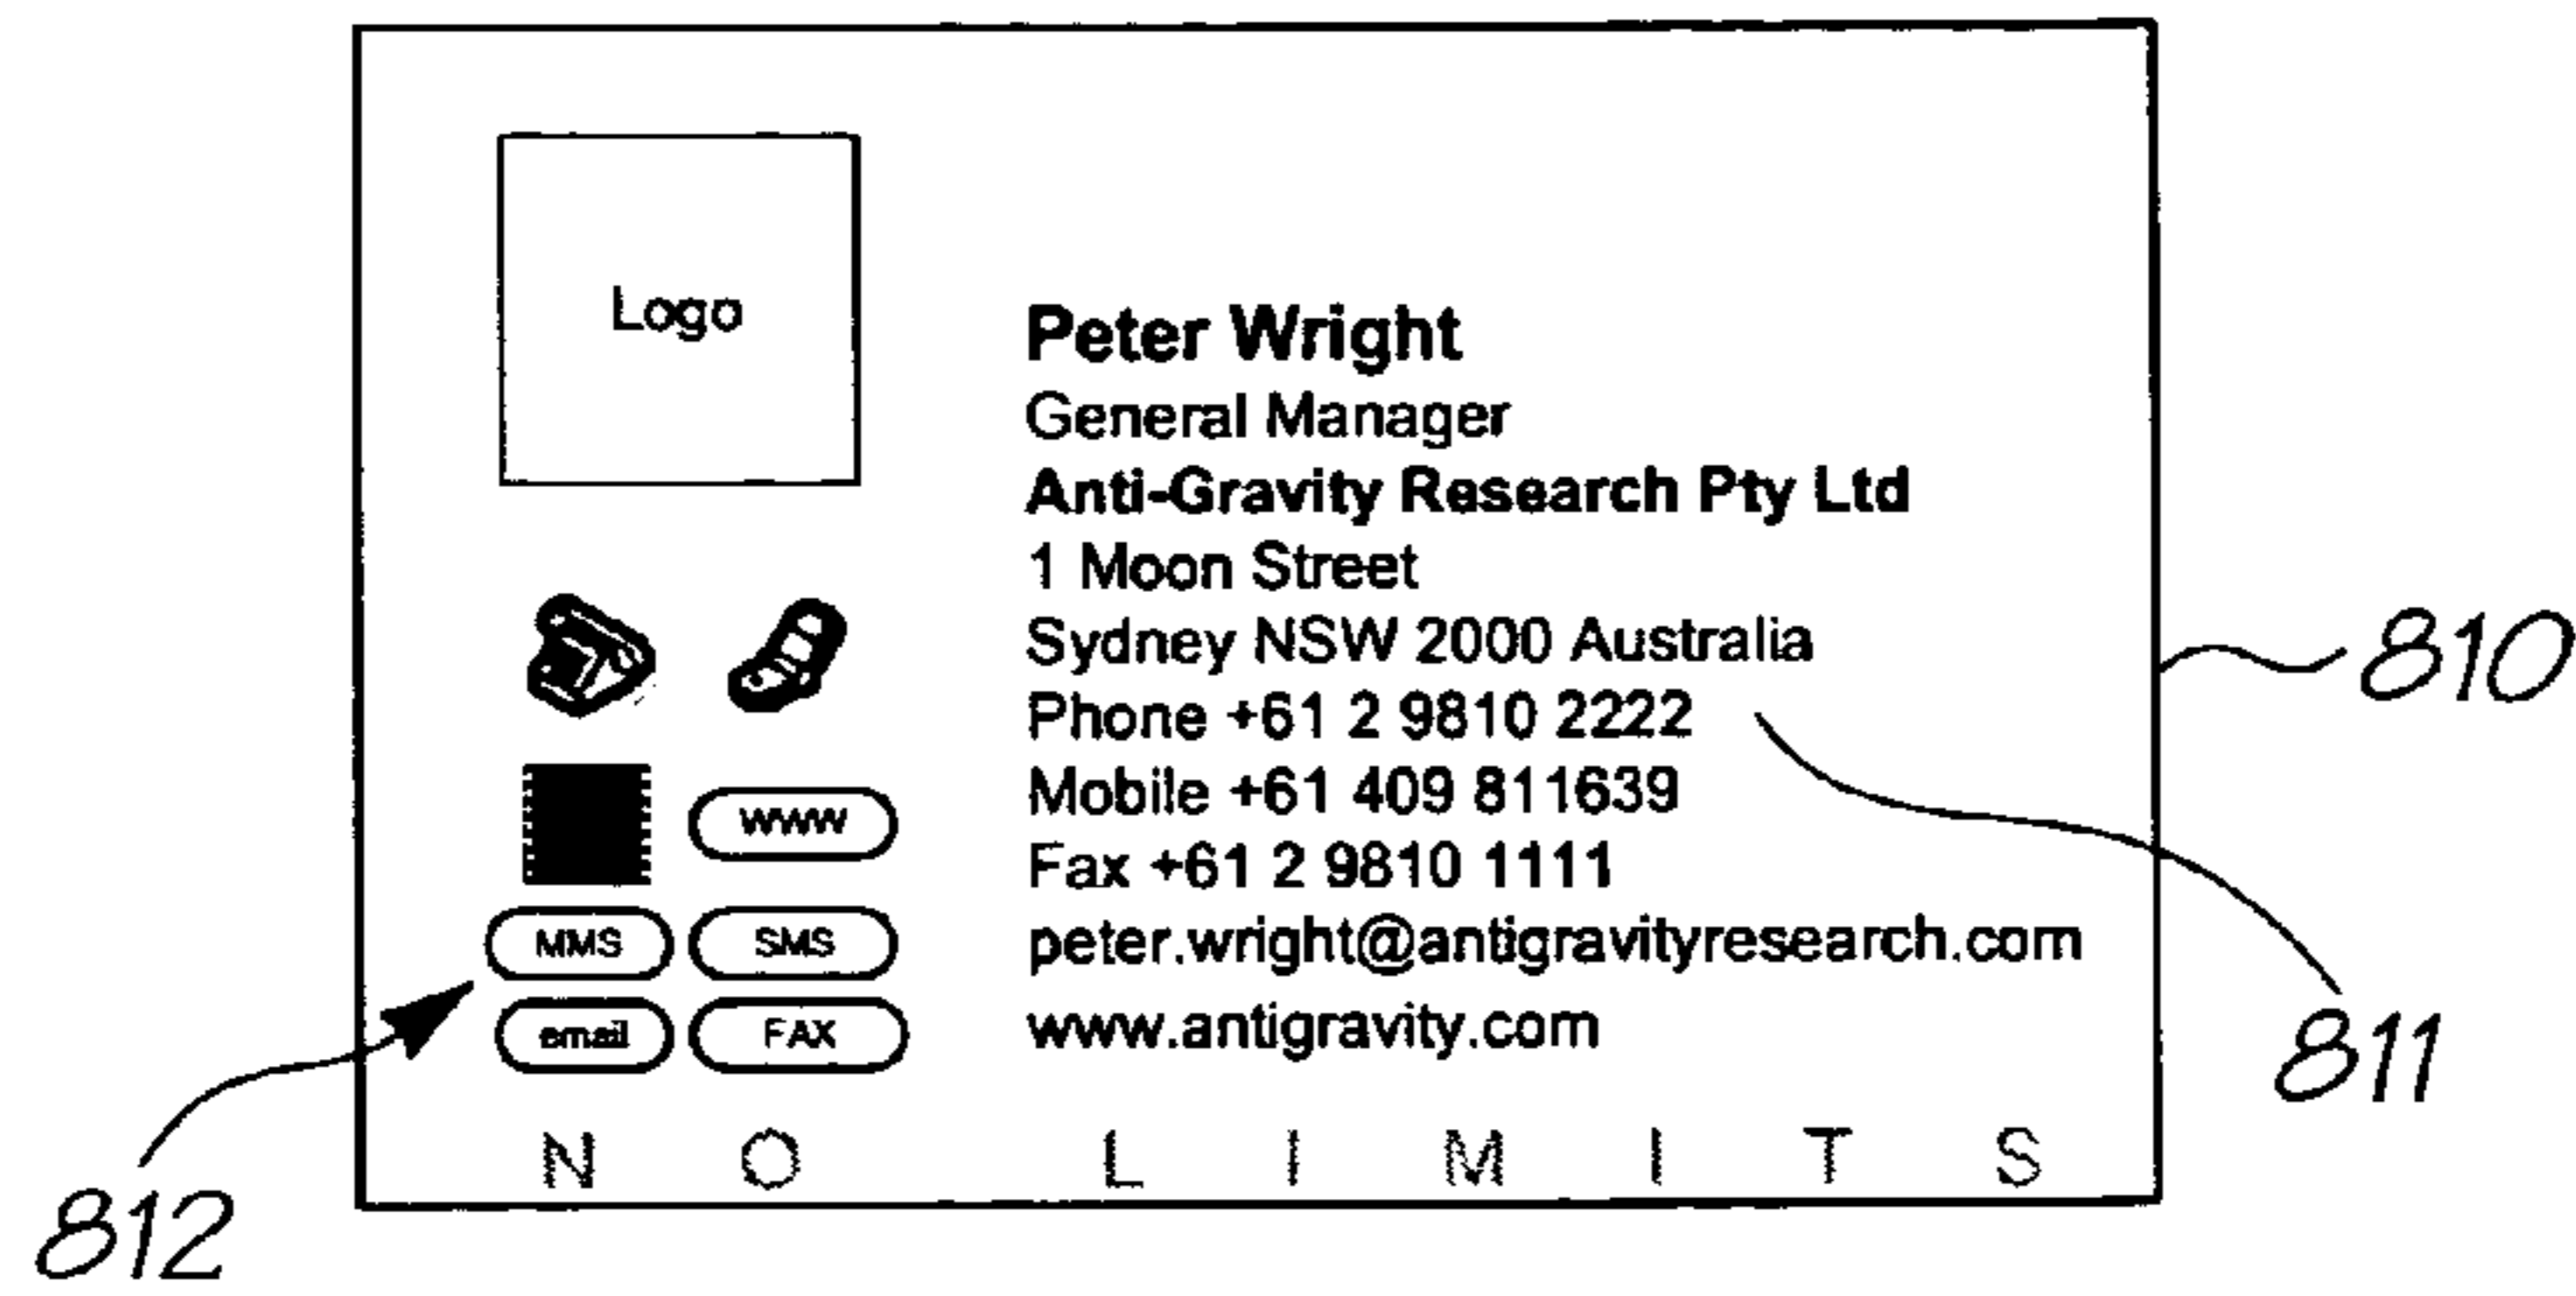 Logo
Peter Wright
General Manager
Anti-Gravity Research Pty Ltd
1 Moon Street
Sydney NSW 2000 Australia
Phone +61 2 9810 2222
Mobile +61 409 811639
Fax +61 2 9810 1111
peter.wright@antigravityresearch.com
www.antigravity.com
WWW
MMS SMS
email FAX
N O L I M I T S
810
811
812